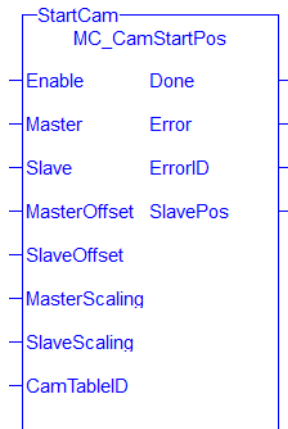 StartCam
MC_CamStartPos
Enable Done
Master Error
Slave ErrorID
MasterOffset SlavePos
SlaveOffset
MasterScaling
SlaveScaling
CamTableID